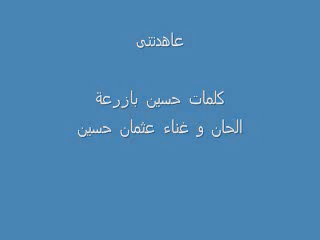 عاهدتنى
كلمات حسين بازرعة
الحان و غناء عثمان حسين